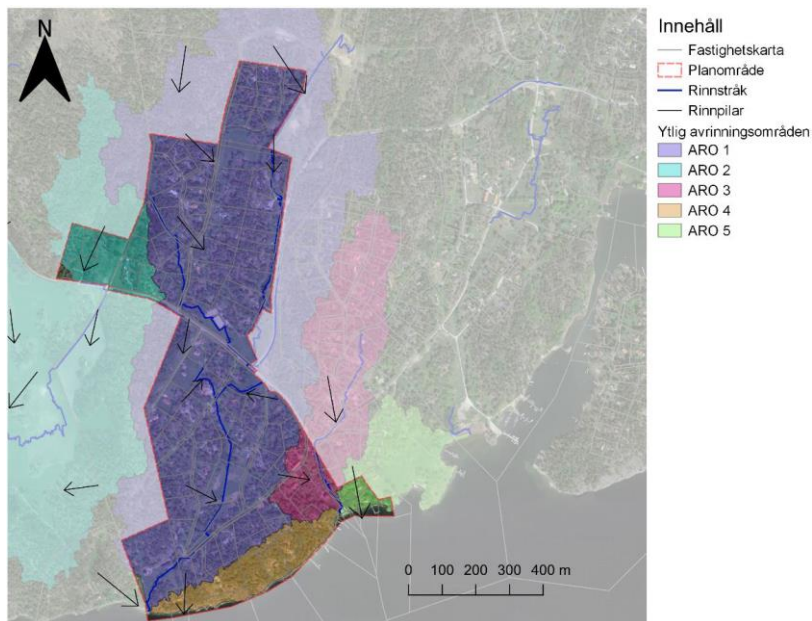 N
Innehåll
Fastighetskarta
Planområde
Rinnstråk
Rinnpilar
Ytlig avrinningsområden
ARO 1
ARO 2
ARO 3
ARO 4
ARO 5
0 100 200 300 400 m